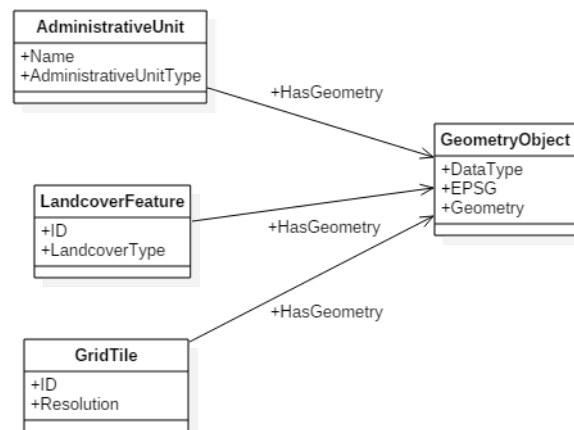 AdministrativeUnit
+Name
+AdministrativeUnitType
+HasGeometry
GeometryObject
+DataType
+EPSG
+Geometry
LandcoverFeature
+ID
+LandcoverType
+HasGeometry
+HasGeometry
GridTile
+ID
+Resolution